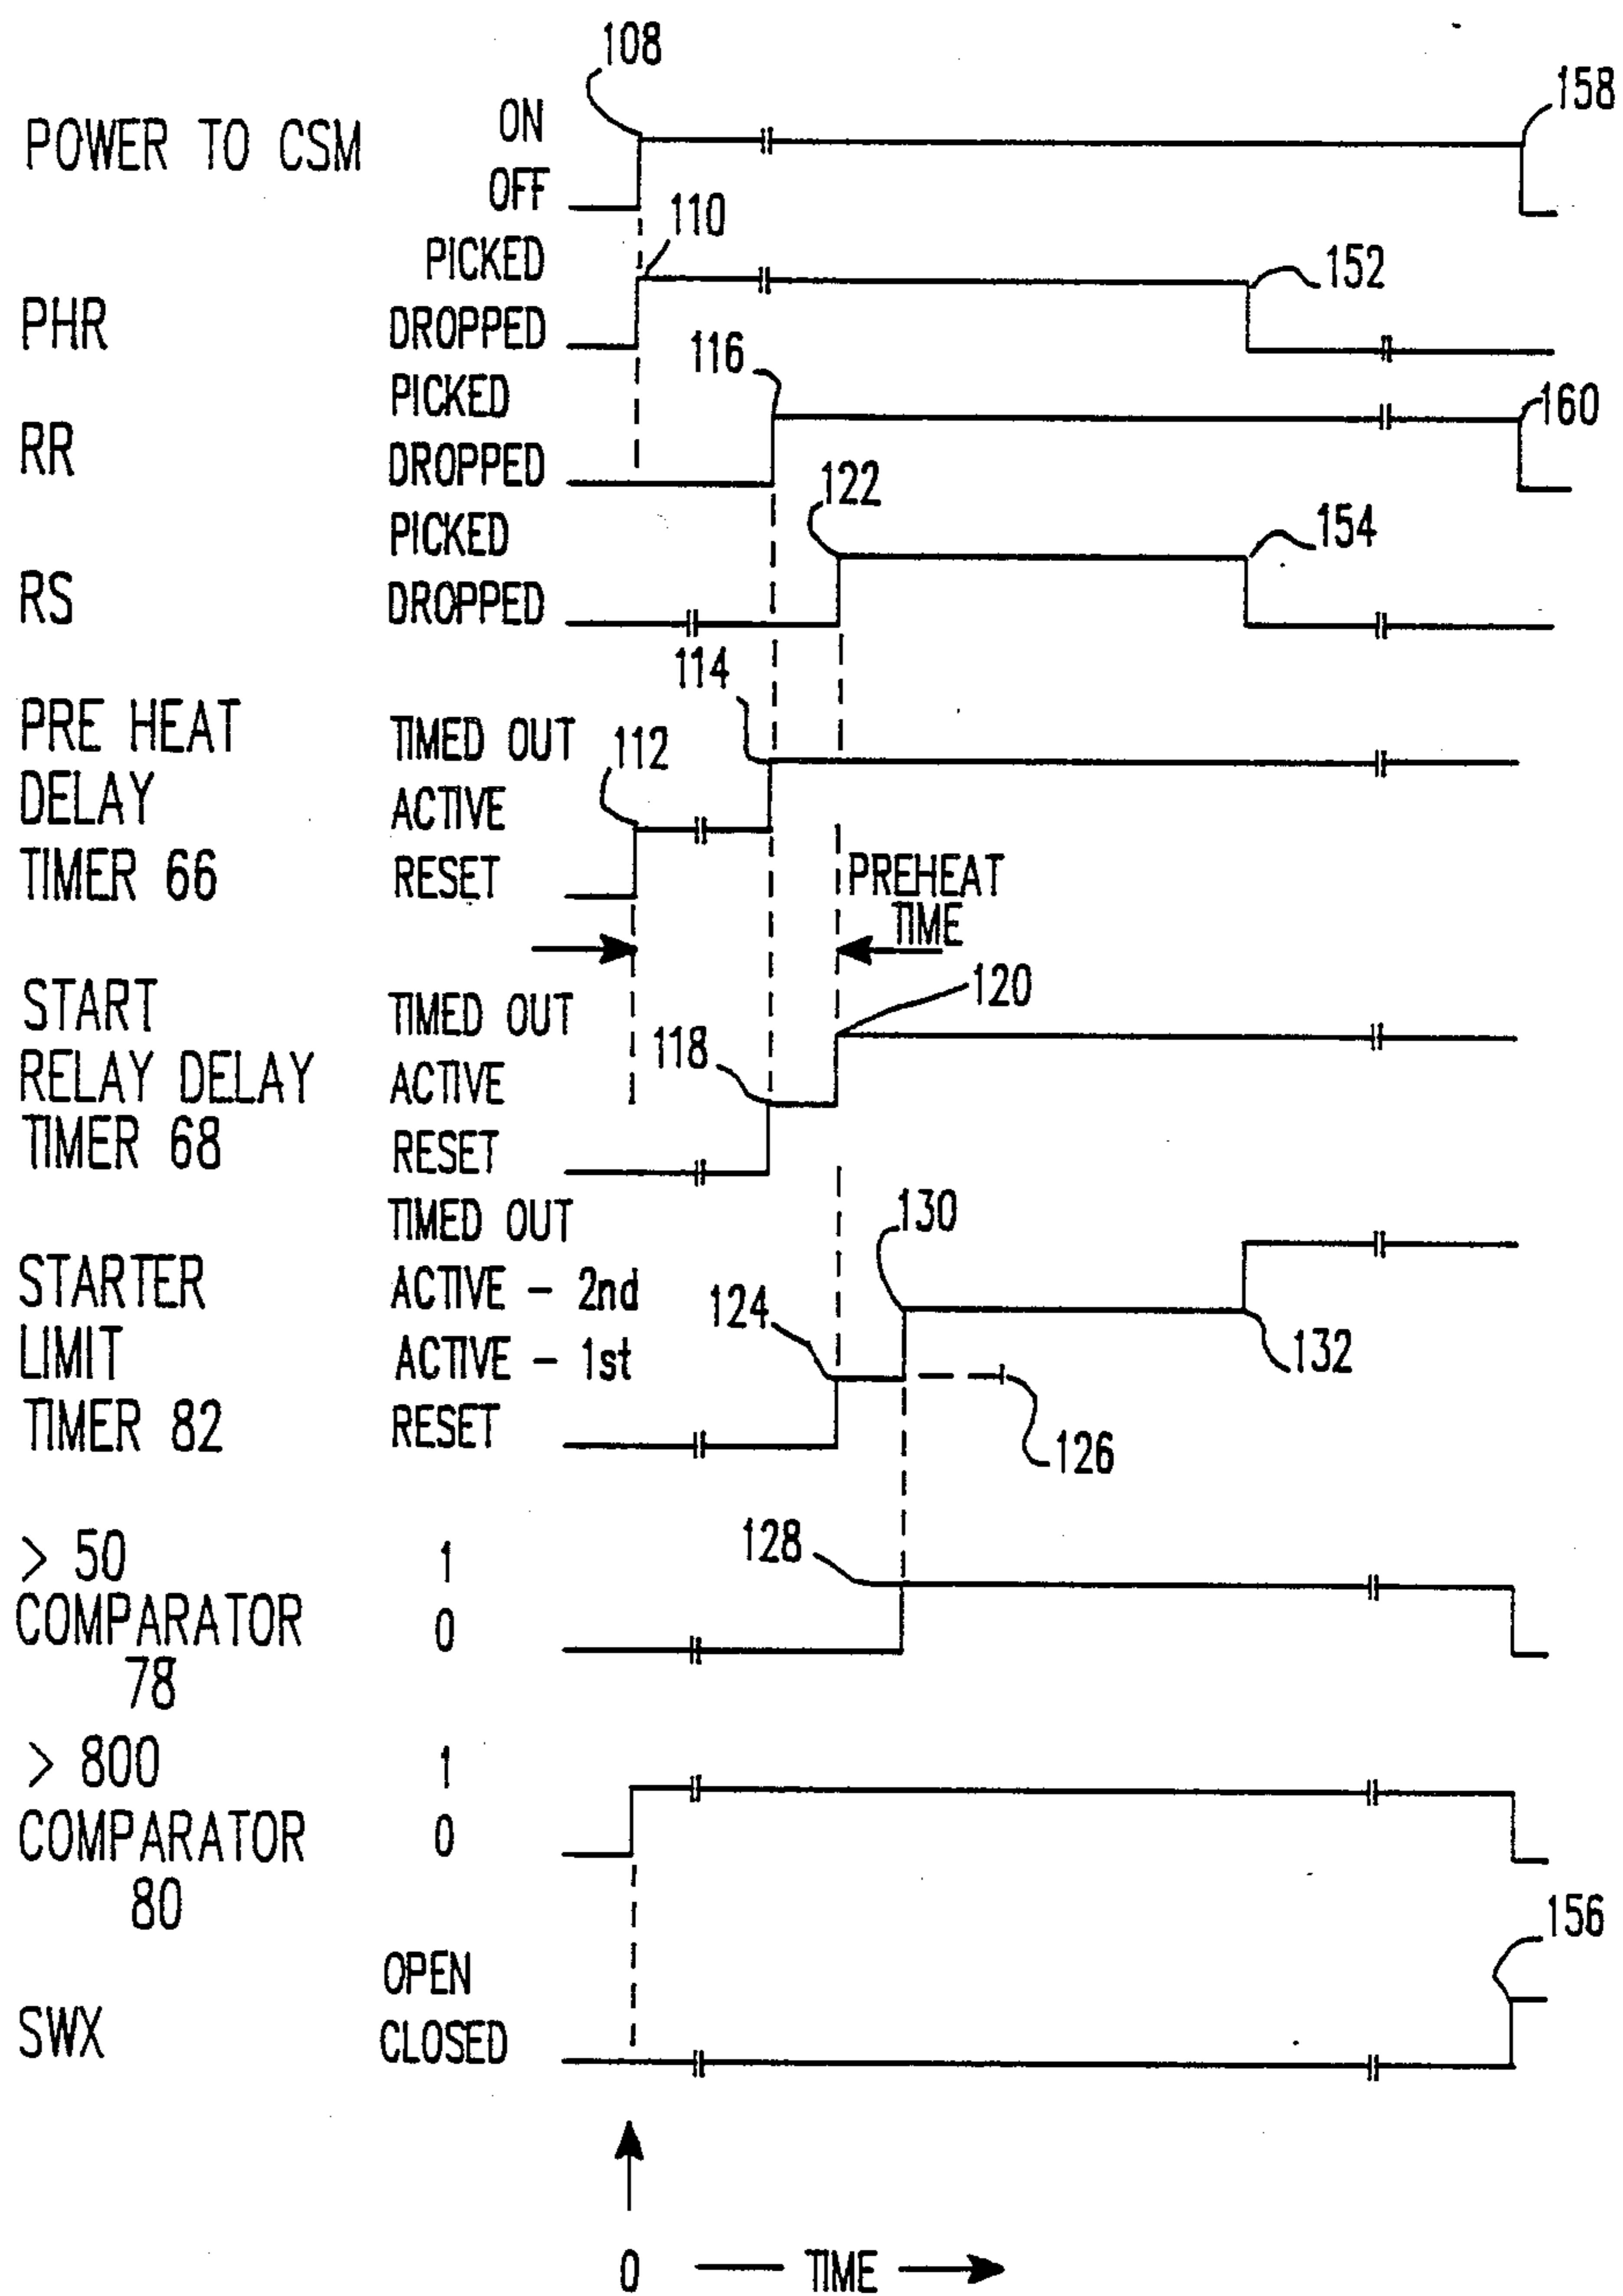 108
158
POWER TO CSM
ON
OFF
110
PHR
PICKED
DROPPED
152
116
RR
PICKED
DROPPED
160
122
RS
PICKED
DROPPED
154
114
PRE HEAT
DELAY
TIMER 66
TIMED OUT
ACTIVE
RESET
112
PREHEAT
TIME
START
RELAY DELAY
TIMER 68
TIMED OUT
ACTIVE
RESET
118
120
STARTER
LIMIT
TIMER 82
TIMED OUT
ACTIVE - 2nd
ACTIVE - 1st
RESET
124
130
132
126
> 50
COMPARATOR
78
1
0
128
> 800
COMPARATOR
80
1
0
156
SWX
OPEN
CLOSED
0 TIME